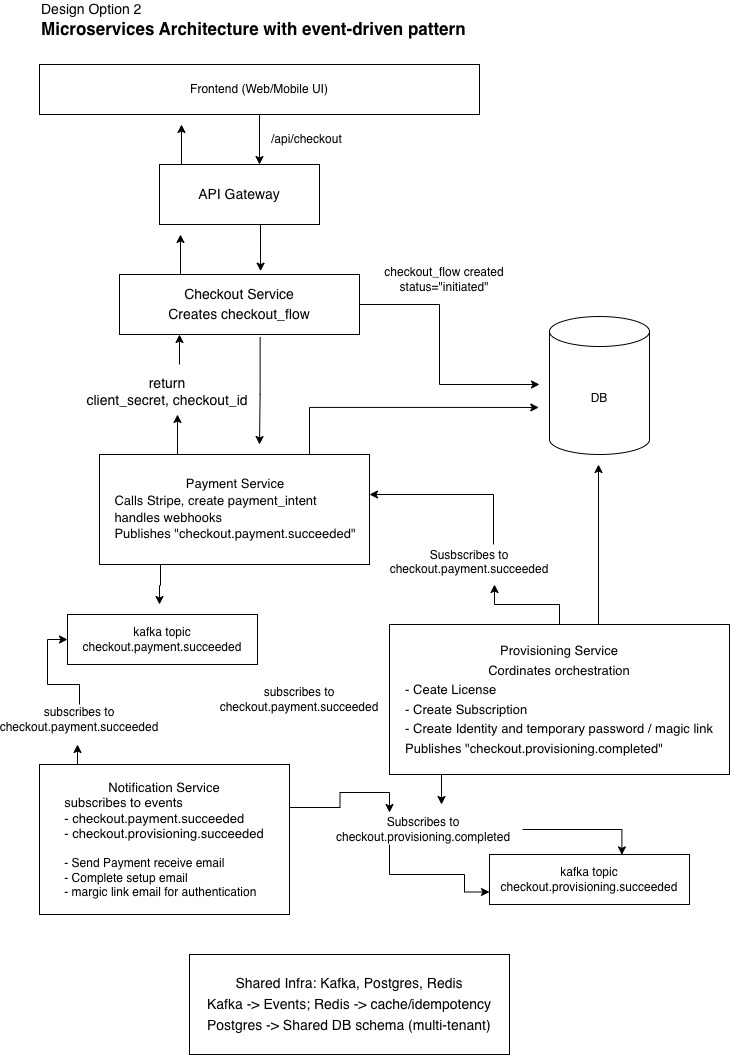 Design Option 2
Microservices Architecture with event-driven pattern
Frontend (Web/Mobile UI)
/api/checkout
API Gateway
checkout_flow created
status="initiated"
Checkout Service
Creates checkout_flow
DB
return
client_secret, checkout_id
Payment Service
Calls Stripe, create payment_intent
handles webhooks
Publishes "checkout.payment.succeeded"
Susbscribes to
checkout.payment.succeeded
kafka topic
checkout.payment.succeeded
Provisioning Service
Cordinates orchestration
- Ceate License
- Create Subscription
- Create Identity and temporary password / magic link
Publishes "checkout.provisioning.completed"
subscribes to
checkout.payment.succeeded
subscribes to
checkout.payment.succeeded
Notification Service
subscribes to events
- checkout.payment.succeeded
- checkout.provisioning.succeeded
- Send Payment receive email
- Complete setup email
- margic link email for authentication
Subscribes to
checkout.provisioning.completed
kafka topic
checkout.provisioning.succeeded
Shared Infra: Kafka, Postgres, Redis
Kafka -> Events; Redis -> cache/idempotency
Postgres -> Shared DB schema (multi-tenant)